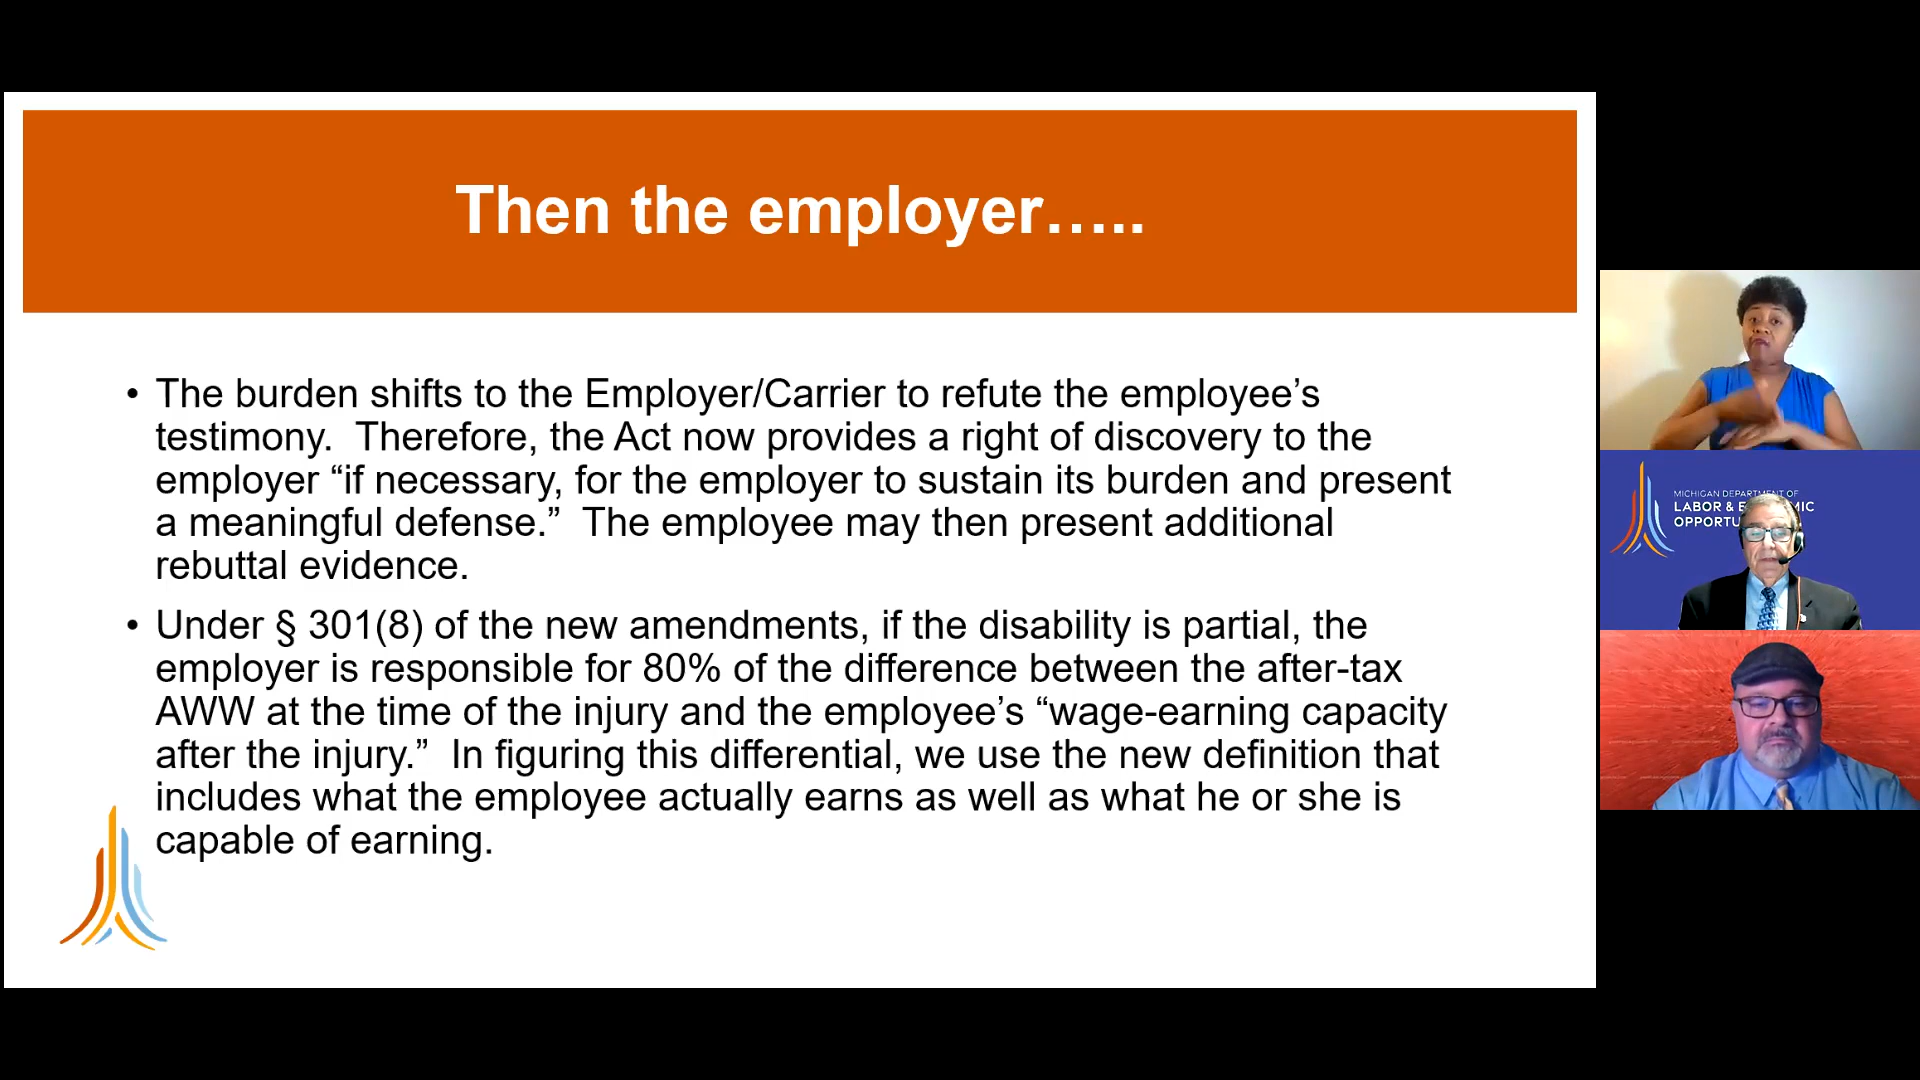 Then the employer…..
• The burden shifts to the Employer/Carrier to refute the employee’s
testimony.  Therefore, the Act now provides a right of discovery to the
employer “if necessary, for the employer to sustain its burden and present
a meaningful defense.”  The employee may then present additional
rebuttal evidence.
• Under § 301(8) of the new amendments, if the disability is partial, the
employer is responsible for 80% of the difference between the after-tax
AWW at the time of the injury and the employee’s “wage-earning capacity
after the injury.”  In figuring this differential, we use the new definition that
includes what the employee actually earns as well as what he or she is
capable of earning.
MICHIGAN DEPARTMENT OF
LABOR &